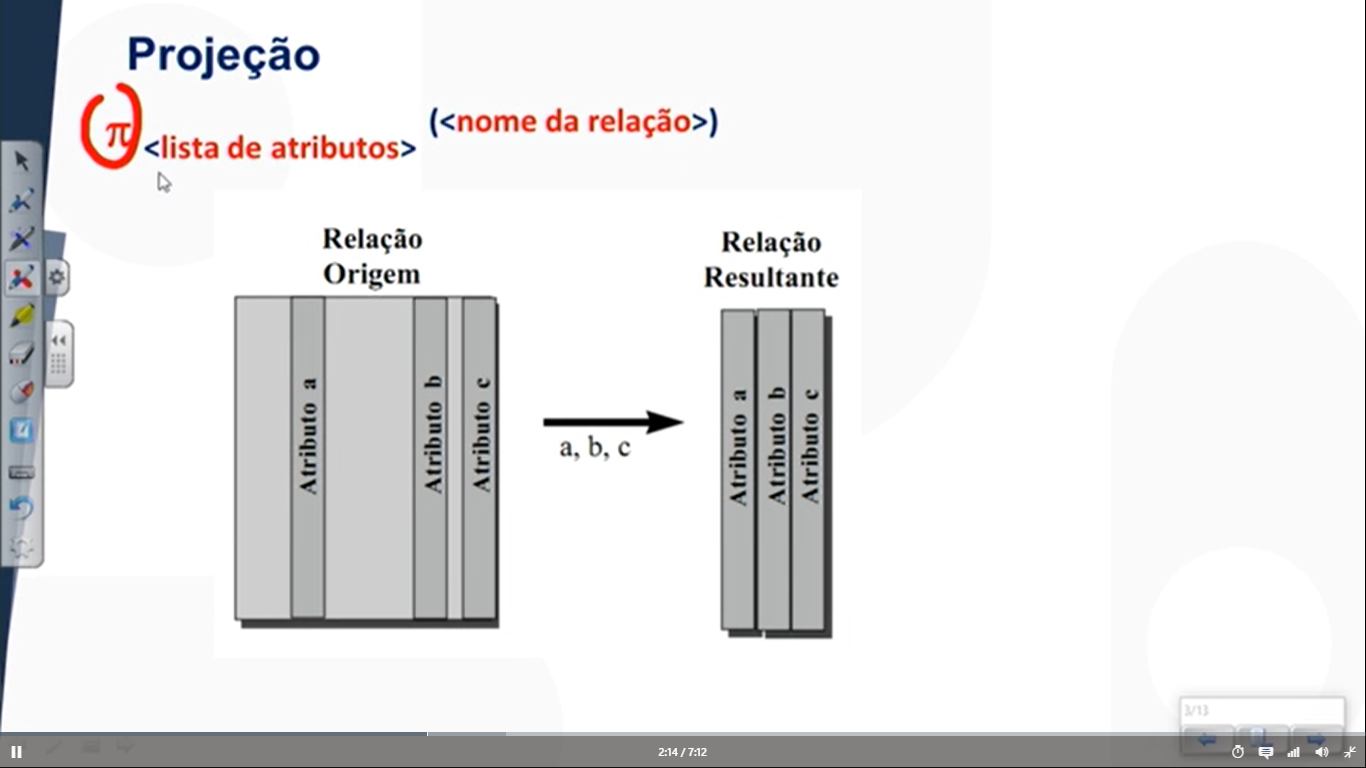 Projeção
π<lista de atributos> (<nome da relação>)
Relação
Origem
Relação
Resultante
Atributo a
Atributo b
Atributo c
a, b, c
Atributo a
Atributo b
Atributo c
3/13
2:14 / 7:12